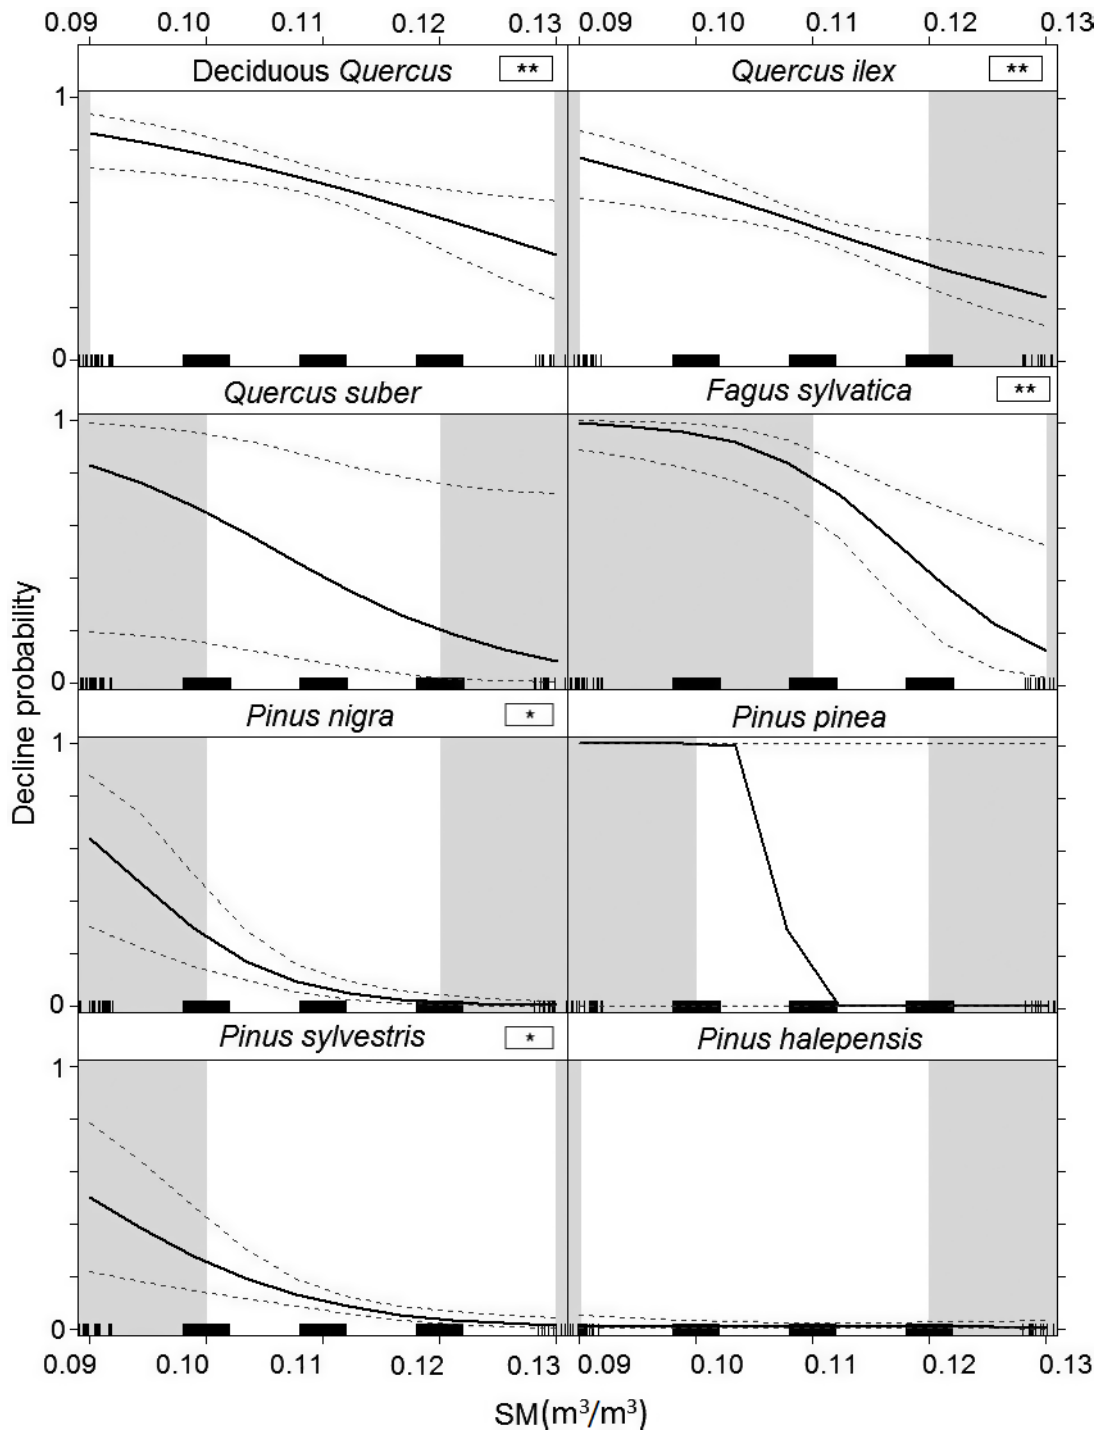 0.09 0.10 0.11 0.12 0.13 0.09 0.10 0.11 0.12 0.13
Deciduous Quercus ** Quercus ilex **
1
0
Quercus suber Fagus sylvatica **
1
0
Pinus nigra * Pinus pinea
1
0
Pinus sylvestris * Pinus halepensis
1
0
0.09 0.10 0.11 0.12 0.13 0.09 0.10 0.11 0.12 0.13
Decline probability
SM(m³/m³)